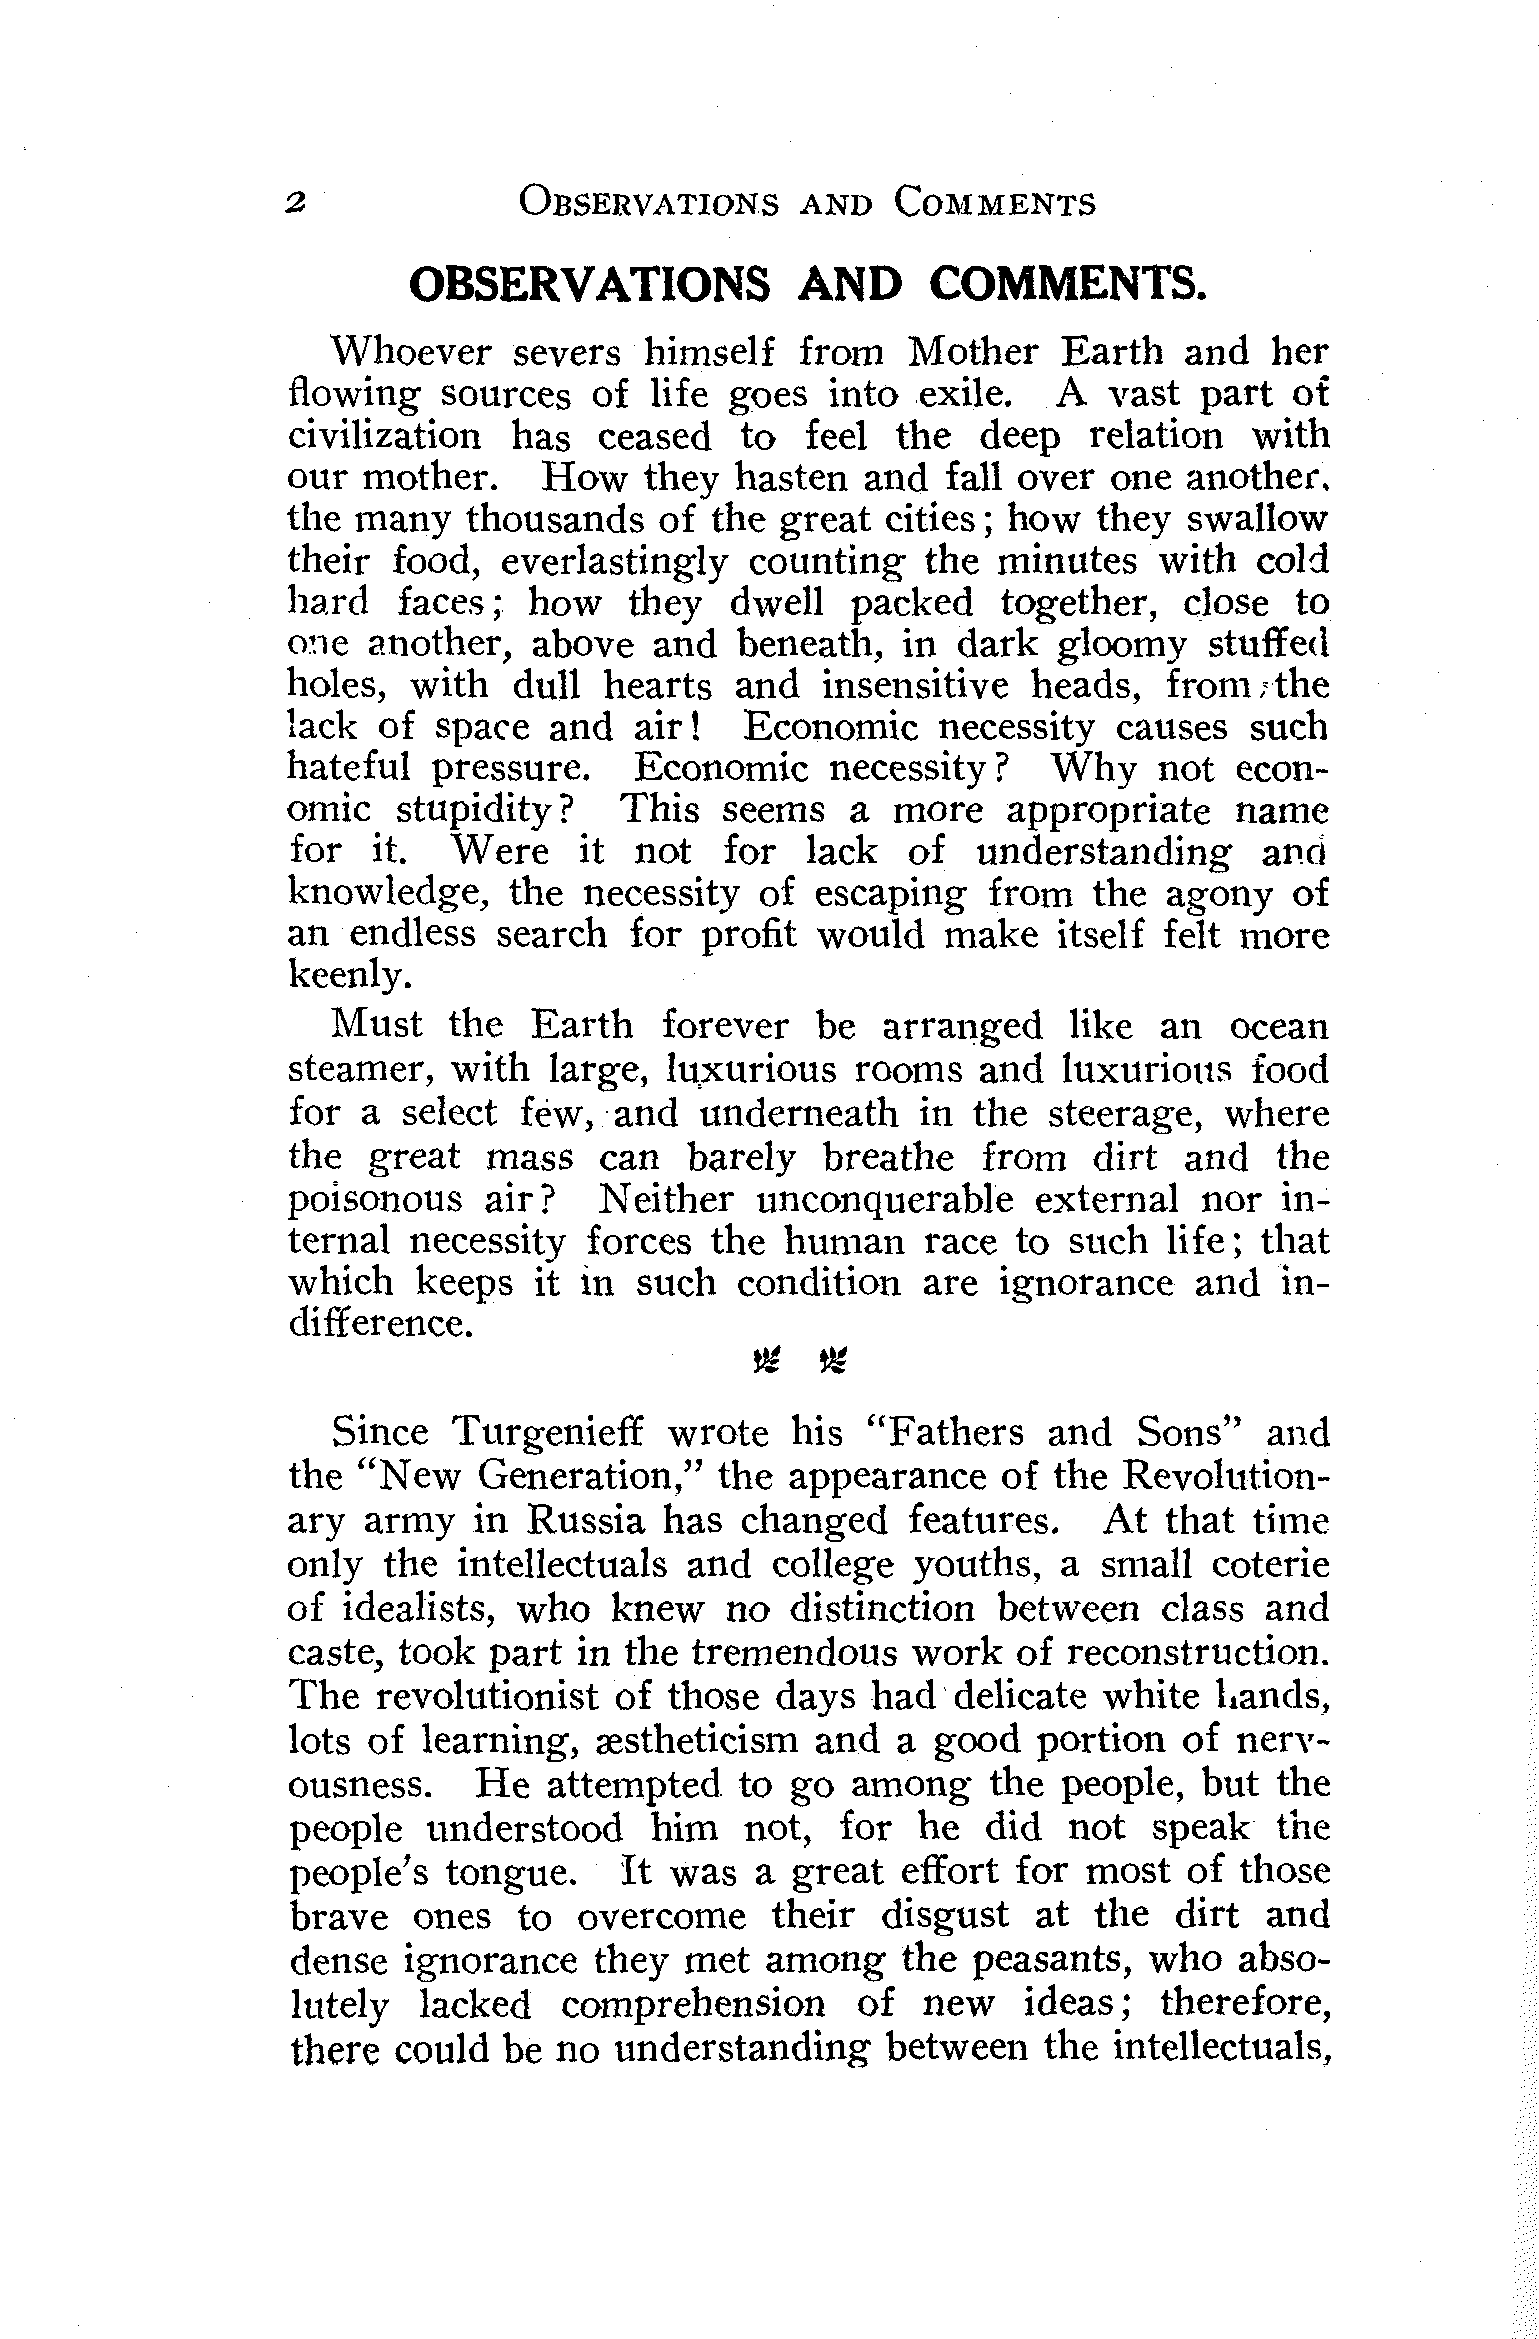 2 Observations and Comments
OBSERVATIONS AND COMMENTS.
Whoever severs himself from Mother Earth and her
flowing sources of life goes into exile. A vast part of
civilization has ceased to feel the deep relation with
our mother. How they hasten and fall over one another,
the many thousands of the great cities; how they swallow
their food, everlastingly counting the minutes with cold
hard faces; how they dwell packed together, close to
one another, above and beneath, in dark gloomy stuffed
holes, with dull hearts and insensitive heads, from the
lack of space and air! Economic necessity causes such
hateful pressure. Economic necessity? Why not econ-
omic stupidity? This seems a more appropriate name
for it. Were it not for lack of understanding and
knowledge, the necessity of escaping from the agony of
an endless search for profit would make itself felt more
keenly.
Must the Earth forever be arranged like an ocean
steamer, with large, luxurious rooms and luxurious food
for a select few, and underneath in the steerage, where
the great mass can barely breathe from dirt and the
poisonous air? Neither unconquerable external nor in-
ternal necessity forces the human race to such life; that
which keeps it in such condition are ignorance and in-
difference.
Since Turgenieff wrote his "Fathers and Sons" and
the "New Generation," the appearance of the Revolution-
ary army in Russia has changed features. At that time
only the intellectuals and college youths, a small coterie
of idealists, who knew no distinction between class and
caste, took part in the tremendous work of reconstruction.
The revolutionist of those days had delicate white hands,
lots of learning, æstheticism and a good portion of nerv-
ousness. He attempted to go among the people, but the
people understood him not, for he did not speak the
people's tongue. It was a great effort for most of those
brave ones to overcome their disgust at the dirt and
dense ignorance they met among the peasants, who abso-
lutely lacked comprehension of new ideas; therefore,
there could be no understanding between the intellectuals,